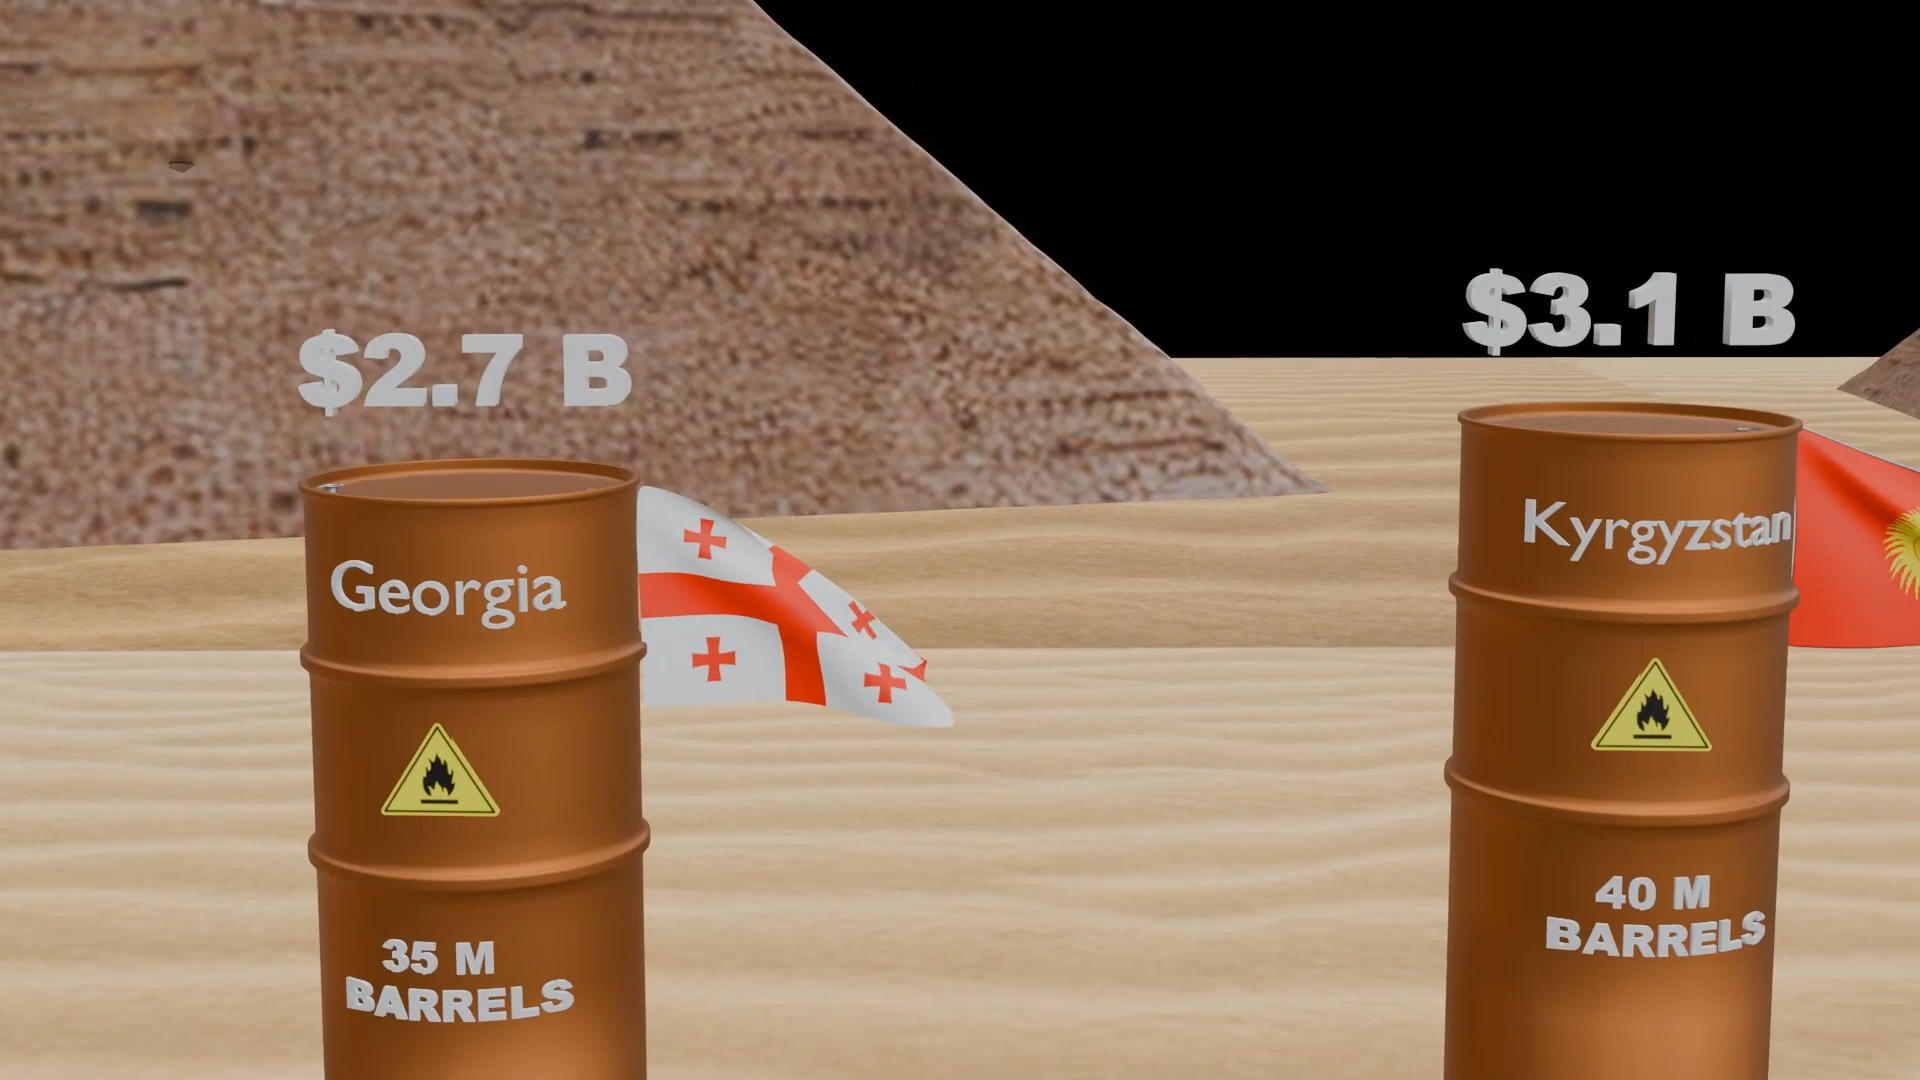 $2.7 B
Georgia
35 M
BARRELS
$3.1 B
Kyrgyzstan
40 M
BARRELS